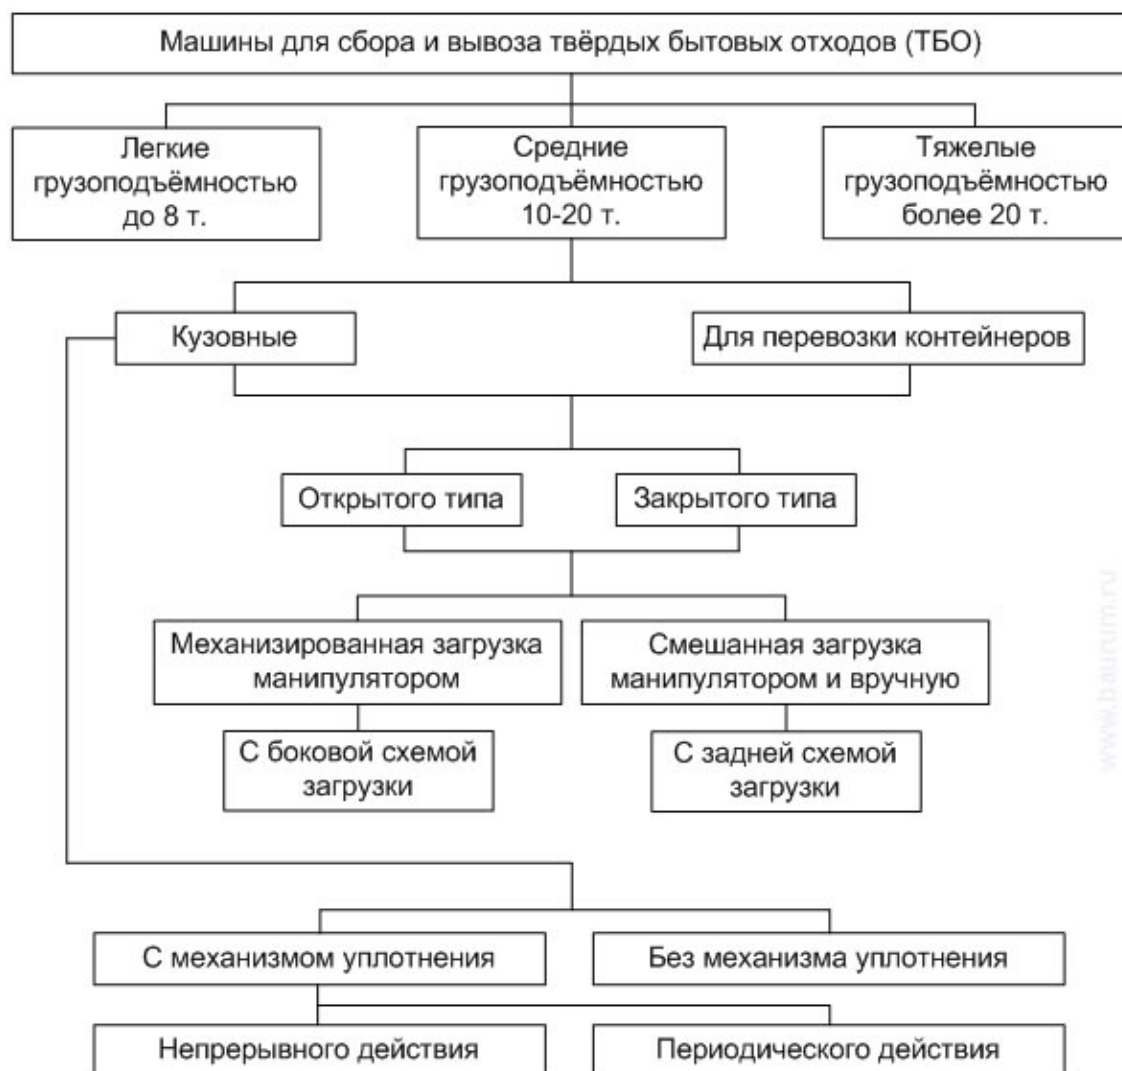 Машины для сбора и вывоза твёрдых бытовых отходов (ТБО)
Легкие
грузоподъёмностью
до 8 т.
Средние
грузоподъёмностью
10-20 т.
Тяжелые
грузоподъёмностью
более 20 т.
Кузовные
Для перевозки контейнеров
Открытого типа
Закрытого типа
Механизированная загрузка
манипулятором
Смешанная загрузка
манипулятором и вручную
С боковой схемой
загрузки
С задней схемой
загрузки
www.baurum.ru
С механизмом уплотнения
Без механизма уплотнения
Непрерывного действия
Периодического действия